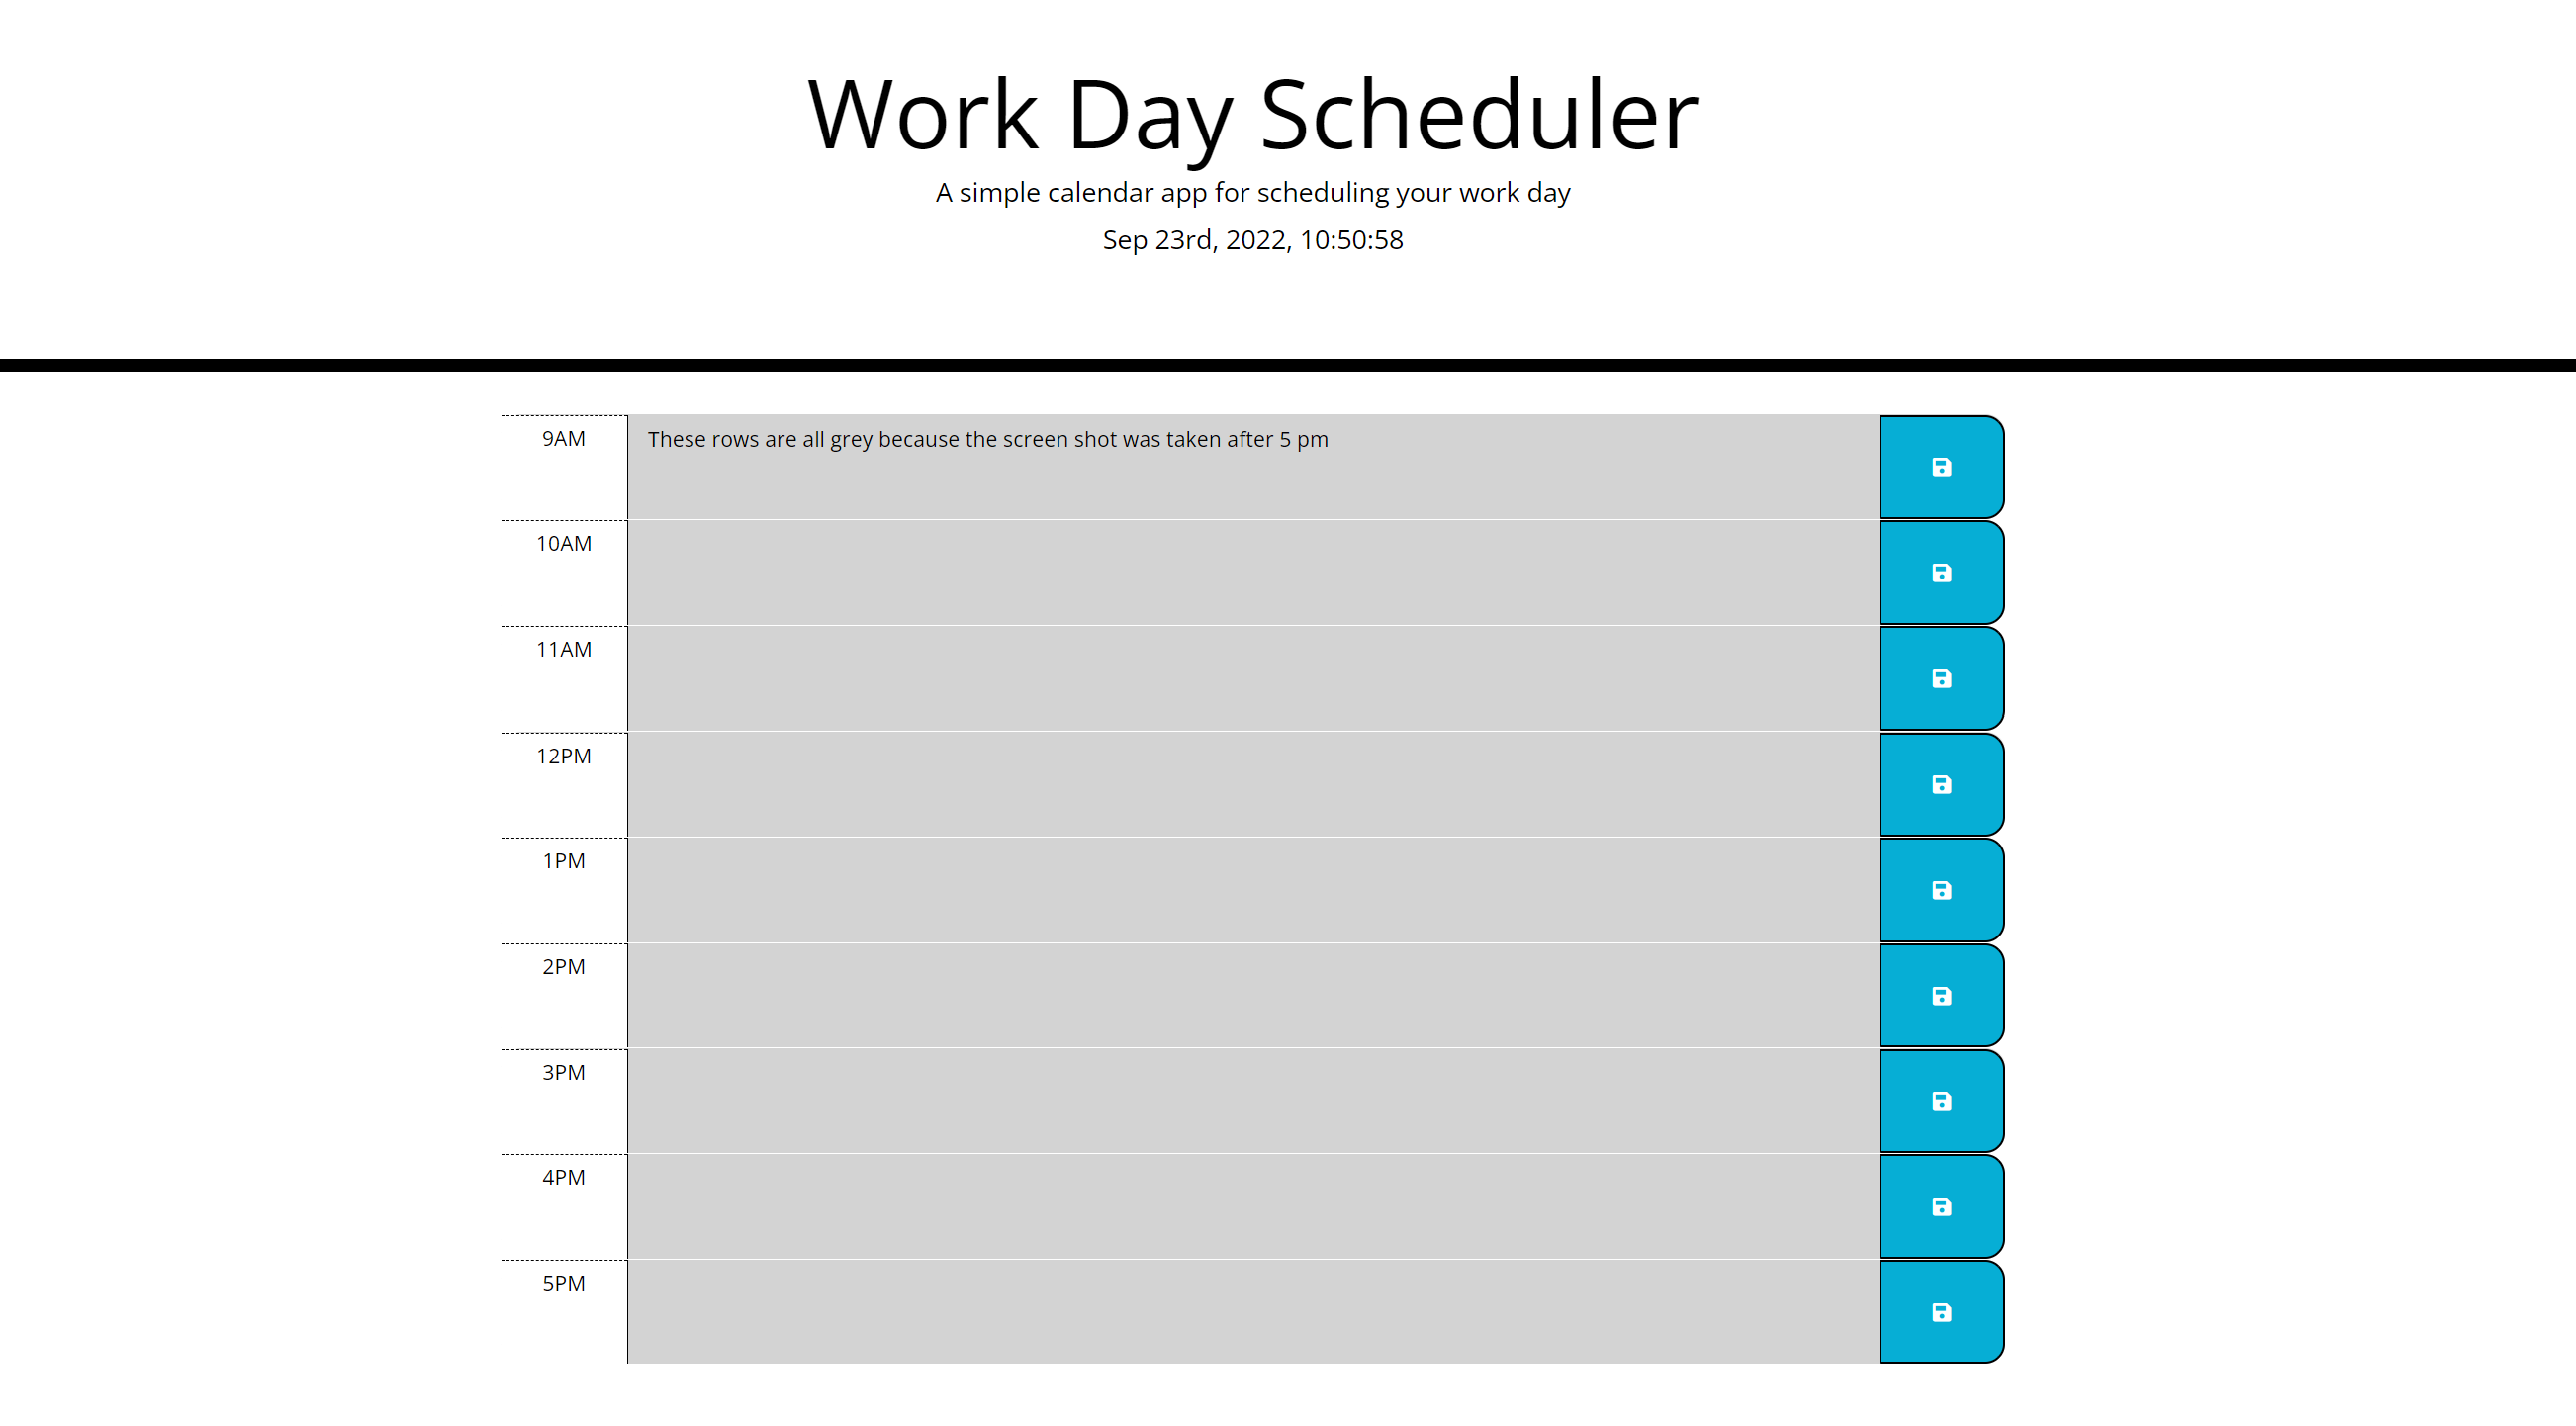 Work Day Scheduler
A simple calendar app for scheduling your work day
Sep 23rd, 2022, 10:50:58
9AM
These rows are all grey because the screen shot was taken after 5 pm
10AM
11AM
12PM
1PM
2PM
3PM
4PM
5PM